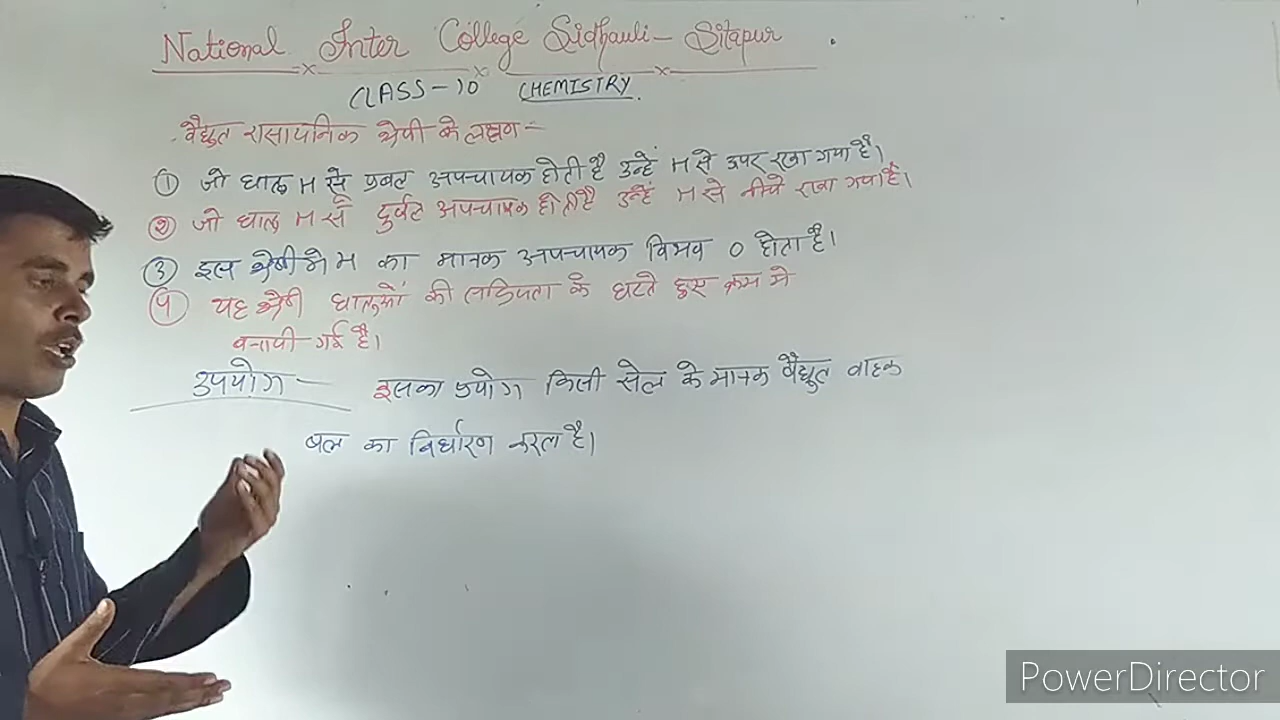 National Inter College Sidhauli - Sitapur
CLASS-10 CHEMISTRY
वैद्युत रासायनिक श्रेणी के लक्षण -
① जो धातु H से प्रबल अपचायक होती है उन्हें H से उपर रखा गया है।
② जो धातु H से दुर्बल अपचायक होती है उन्हें H से नीचे रखा गया है।
③ इस श्रेणी मे H का मानक अपचायक विभव 0 होता है।
④ यह श्रेणी धातुओं की सक्रियता के घटते हुए क्रम मे
बनायी गई है।
उपयोग - इसका उपयोग किसी सेल के मानक वैद्युत वाहक
बल का निर्धारण करता है।
PowerDirector